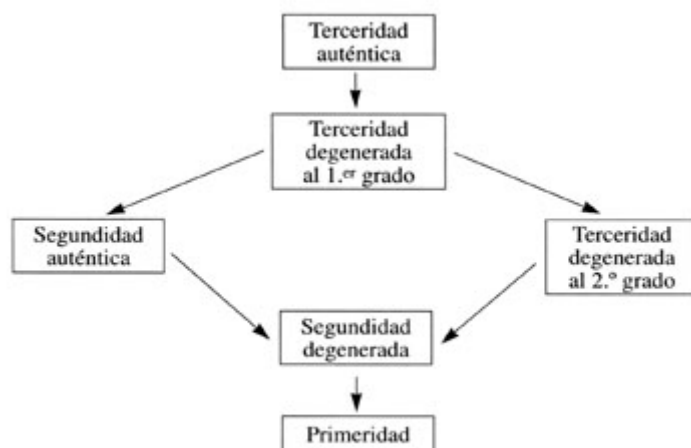 Terceridad
auténtica
Terceridad
degenerada
al 1.er grado
Segundidad
auténtica
Terceridad
degenerada
al 2.º grado
Segundidad
degenerada
Primeridad